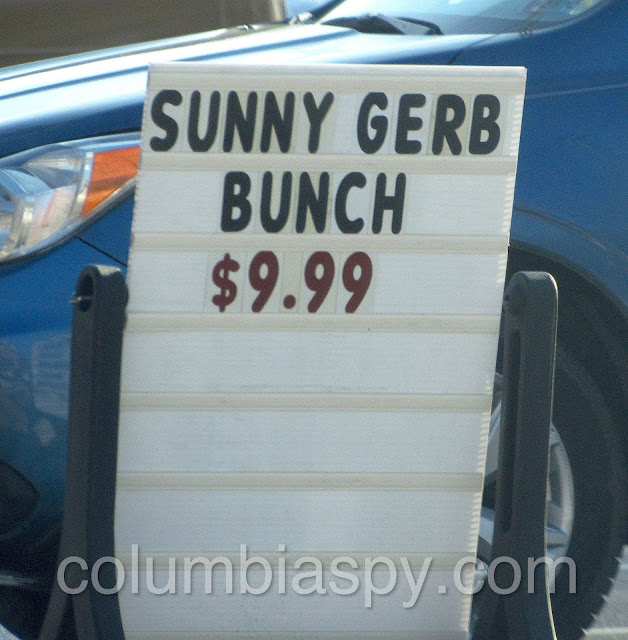 SUNNY GERB
BUNCH
$9.99
columbiaspy.com